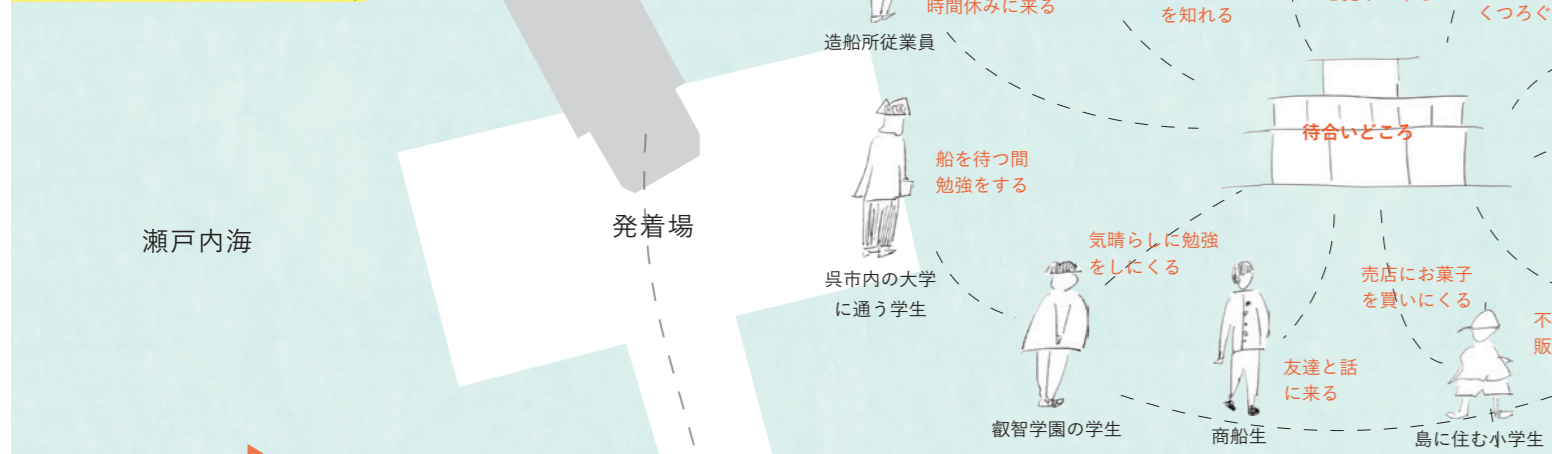 時間休みに来る
を知れる
くつろぐ
造船所従業員
待合いどころ
船を待つ間
勉強をする
瀬戸内海
発着場
呉市内の大学
に通う学生
気晴らしに勉強
をしにくる
売店にお菓子
を買いにくる
不
販
友達と話
に来る
叡智学園の学生
商船生
島に住む小学生